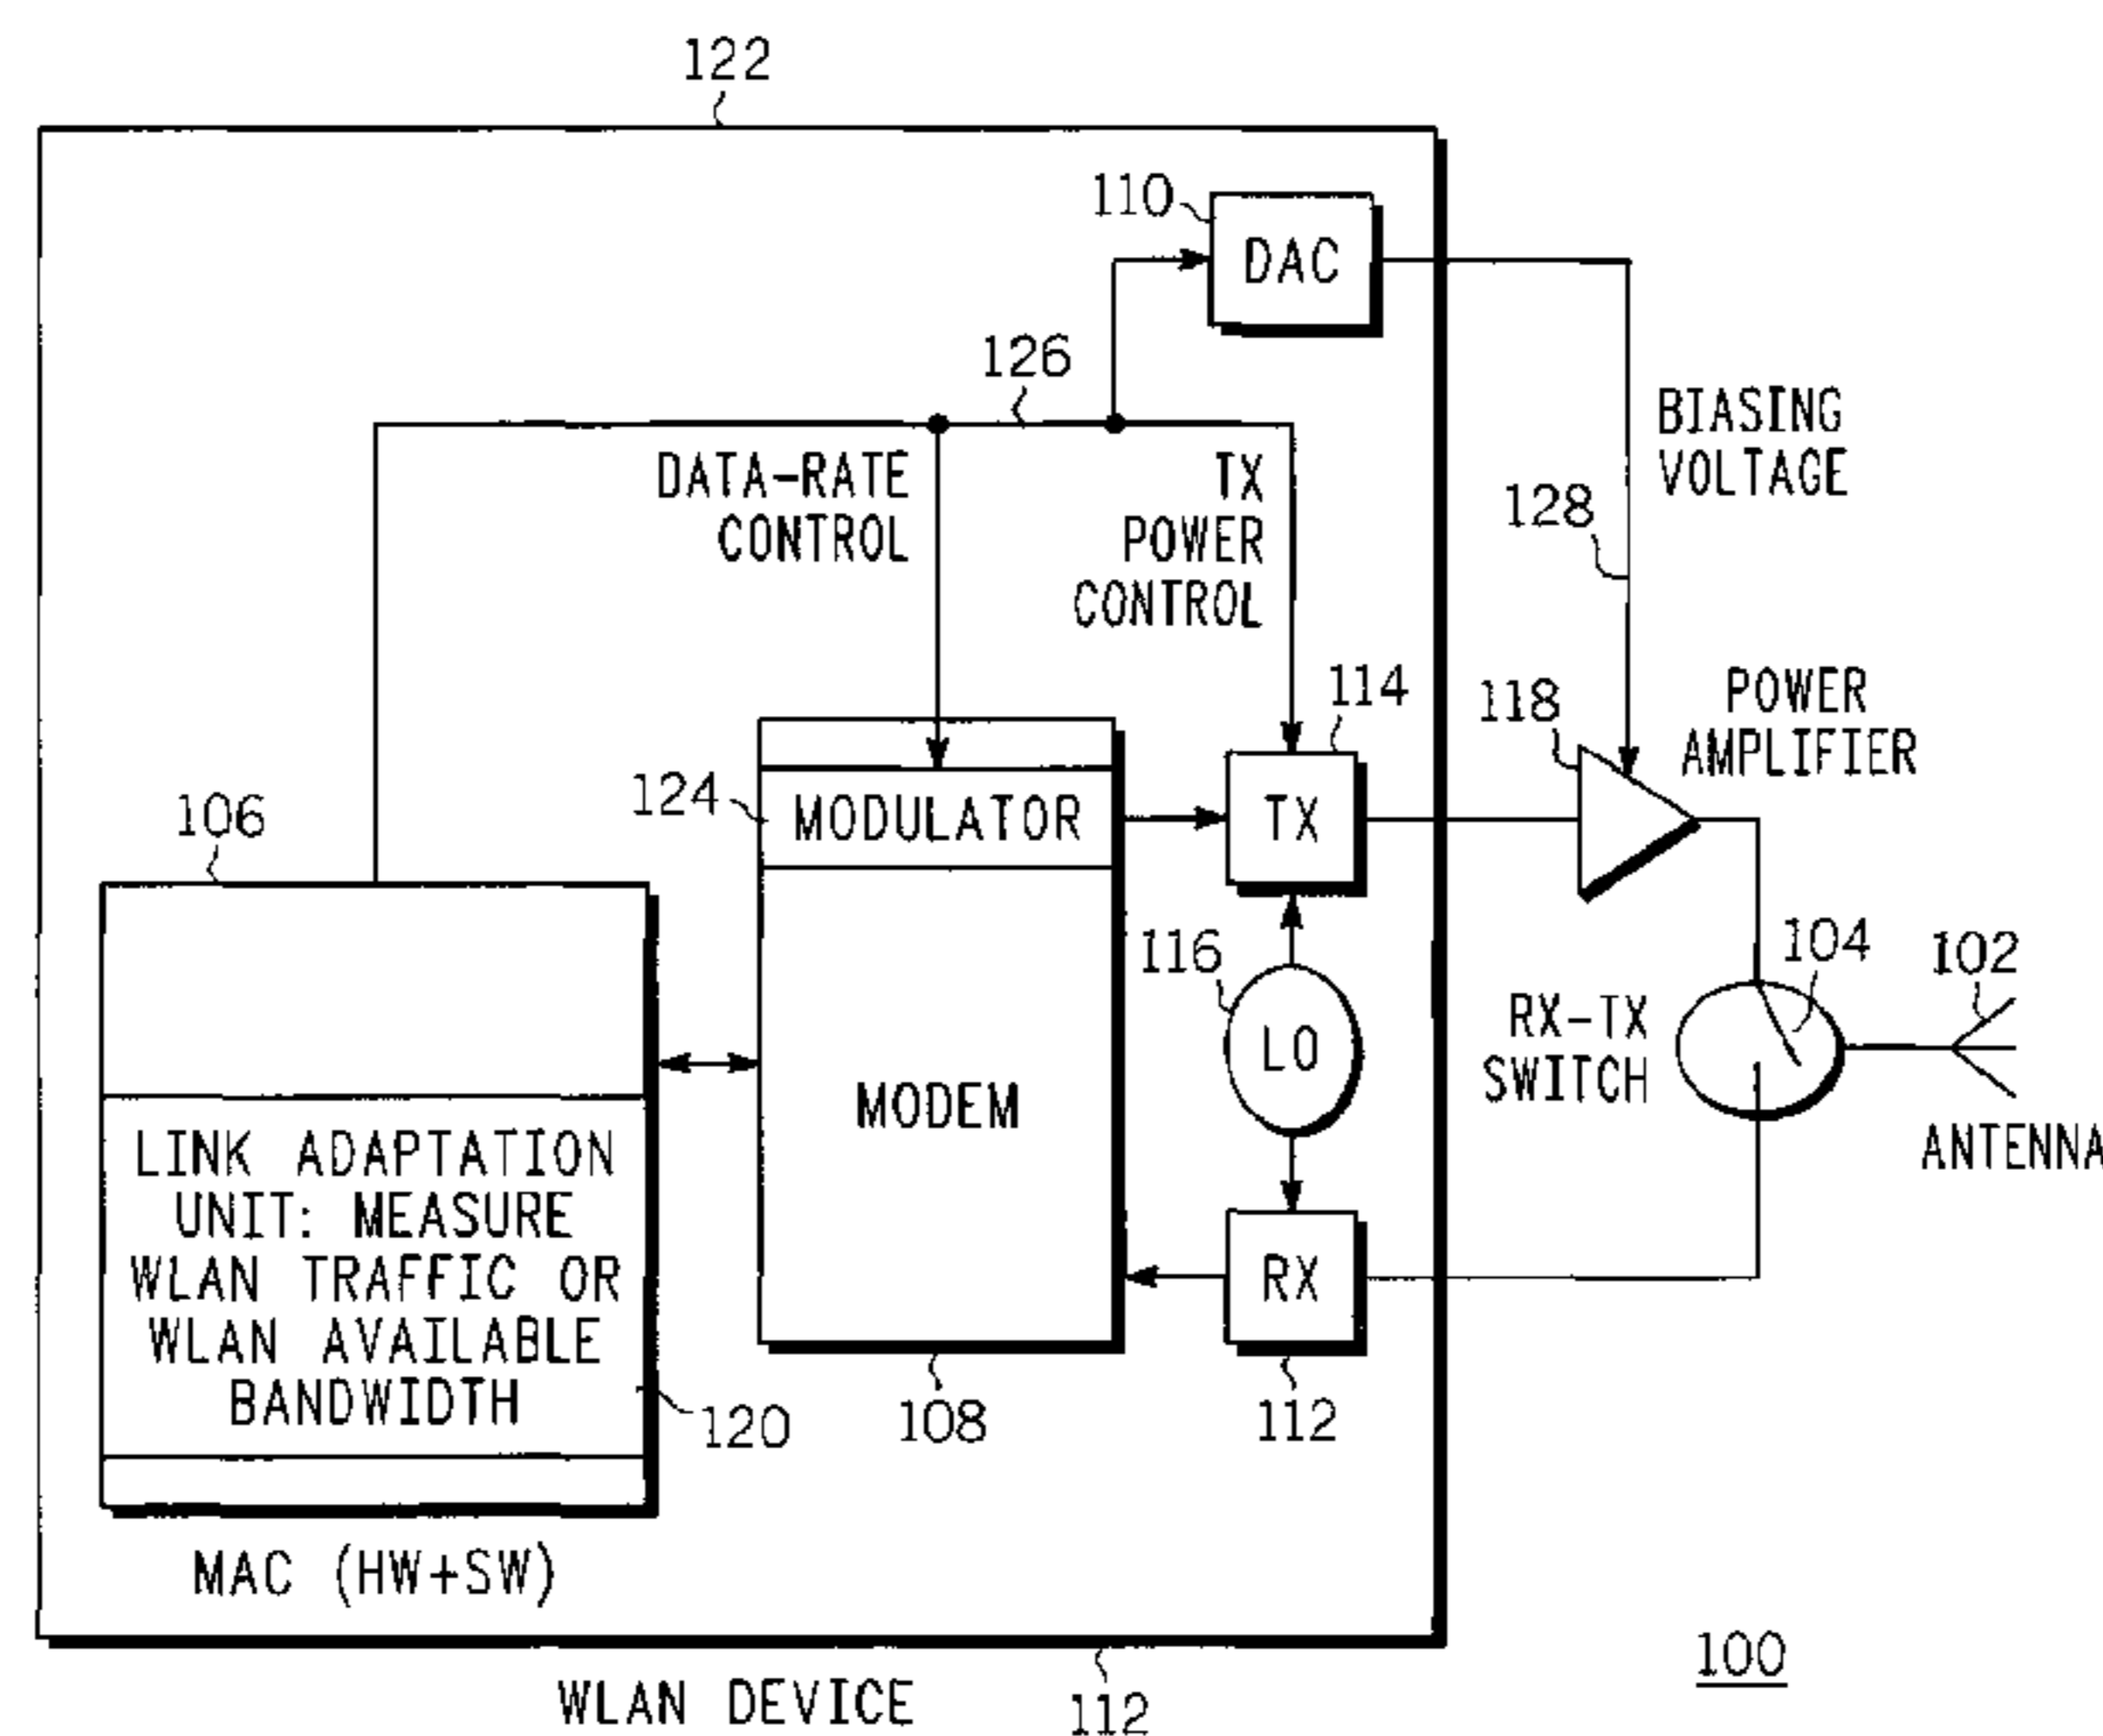 122
110
DAC
126
BIASING
VOLTAGE
DATA-RATE
CONTROL
TX
POWER
CONTROL
128
114
118
POWER
AMPLIFIER
124
MODULATOR
TX
106
116
LO
104
102
RX-TX
SWITCH
ANTENNA
MODEM
LINK ADAPTATION
UNIT: MEASURE
WLAN TRAFFIC OR
WLAN AVAILABLE
BANDWIDTH
RX
120
108
112
MAC (HW+SW)
100
WLAN DEVICE
112